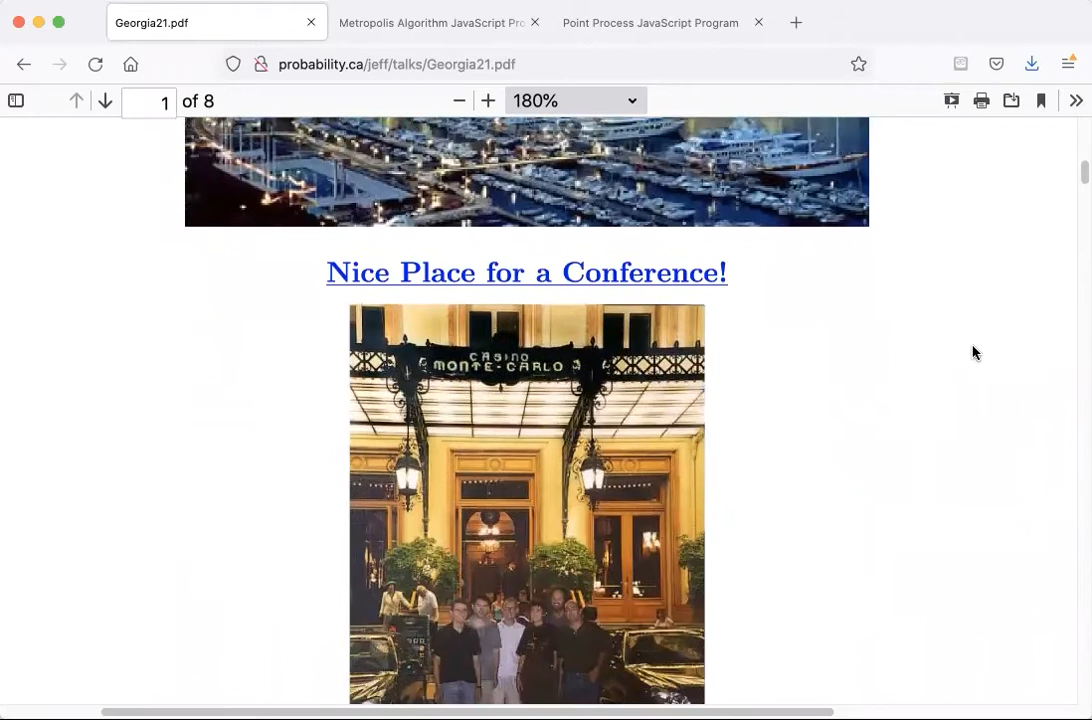 Georgia21.pdf
Metropolis Algorithm JavaScript Pro
Point Process JavaScript Program
probability.ca/jeff/talks/Georgia21.pdf
1 of 8
180%
Nice Place for a Conference!
CASINO
MONTE-CARLO